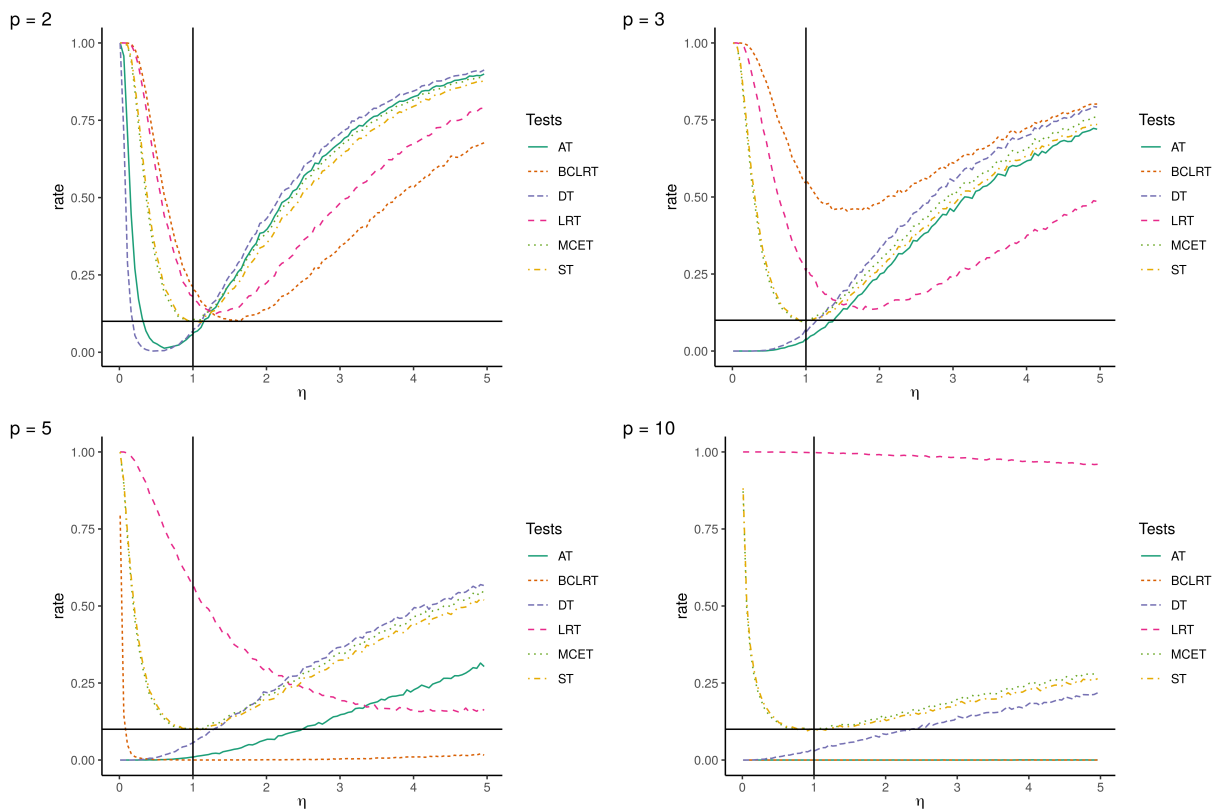 p = 2
1.00
0.75
0.50
0.25
0.00
rate
0 1 2 3 4 5
η
Tests
AT
BCLRT
DT
LRT
MCET
ST
p = 3
1.00
0.75
0.50
0.25
0.00
rate
0 1 2 3 4 5
η
Tests
AT
BCLRT
DT
LRT
MCET
ST
p = 5
1.00
0.75
0.50
0.25
0.00
rate
0 1 2 3 4 5
η
Tests
AT
BCLRT
DT
LRT
MCET
ST
p = 10
1.00
0.75
0.50
0.25
0.00
rate
0 1 2 3 4 5
η
Tests
AT
BCLRT
DT
LRT
MCET
ST